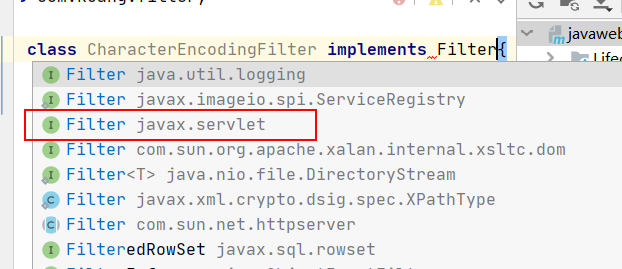 class CharacterEncodingFilter implements Filter{
javaweb
Filter java.util.logging
Filter javax.imageio.spi.ServiceRegistry
Filter javax.servlet
Filter com.sun.org.apache.xalan.internal.xsltc.dom
Filter<T> java.nio.file.DirectoryStream
Filter javax.xml.crypto.dsig.spec.XPathType
Filter com.sun.net.httpserver
FilteredRowSet javax.sql.rowset